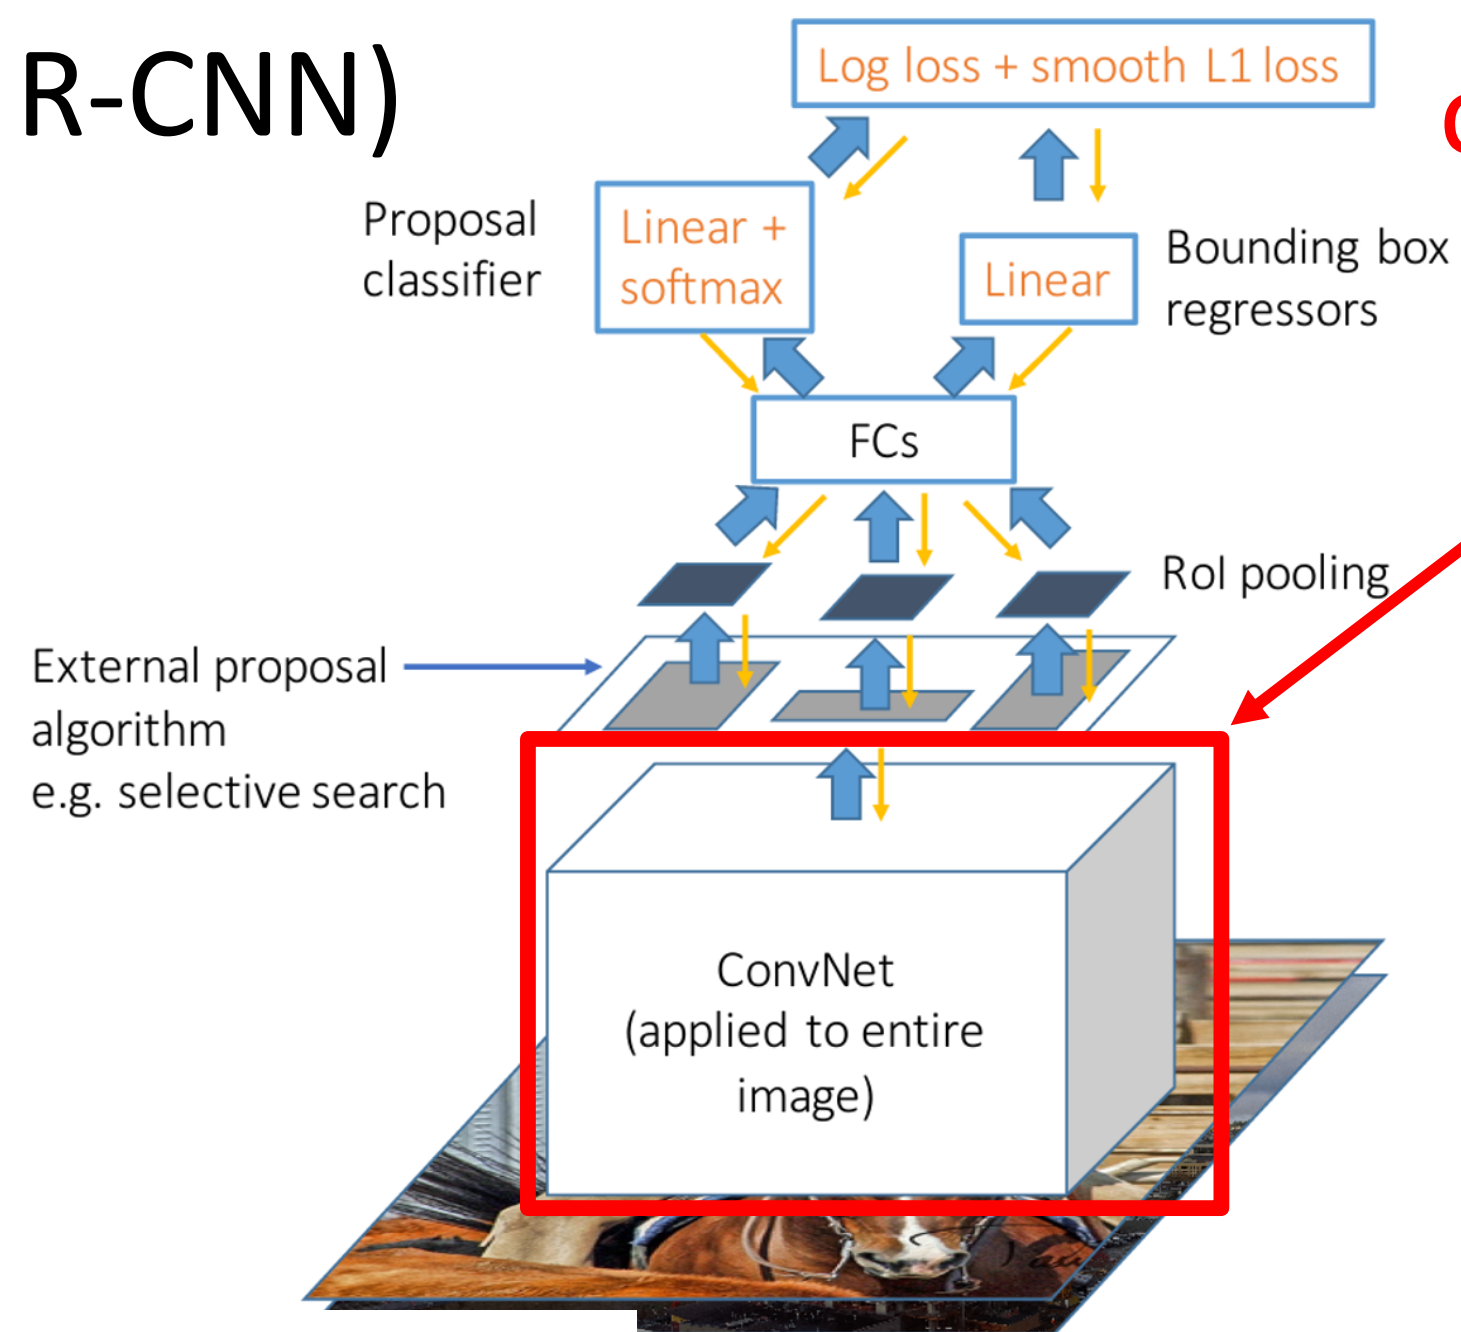 R-CNN)
Log loss + smooth L1 loss
Proposal
classifier
Linear +
softmax
Linear
Bounding box
regressors
FCs
RoI pooling
External proposal
algorithm
e.g. selective search
ConvNet
(applied to entire
image)